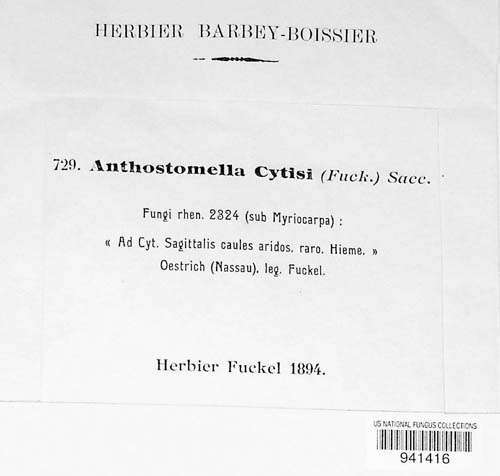 HERBIER BARBEY-BOISSIER
729. Anthostomella Cytisi (Fuck.) Sacc.
Fungi rhen. 2324 (sub Myriocarpa) :
« Ad Cyt. Sagittalis caules aridos, raro. Hieme. »
Oestrich (Nassau), leg. Fuckel.
Herbier Fuckel 1894.
US NATIONAL FUNGUS COLLECTIONS
941416